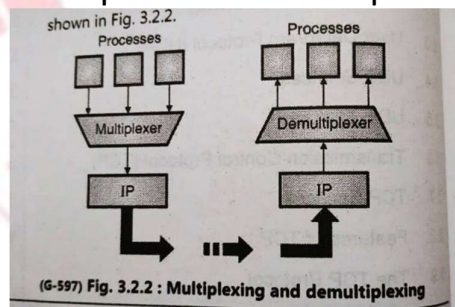 shown in Fig. 3.2.2.
Processes Processes
Multiplexer Demultiplexer
IP IP
(G-597) Fig. 3.2.2 : Multiplexing and demultiplexing